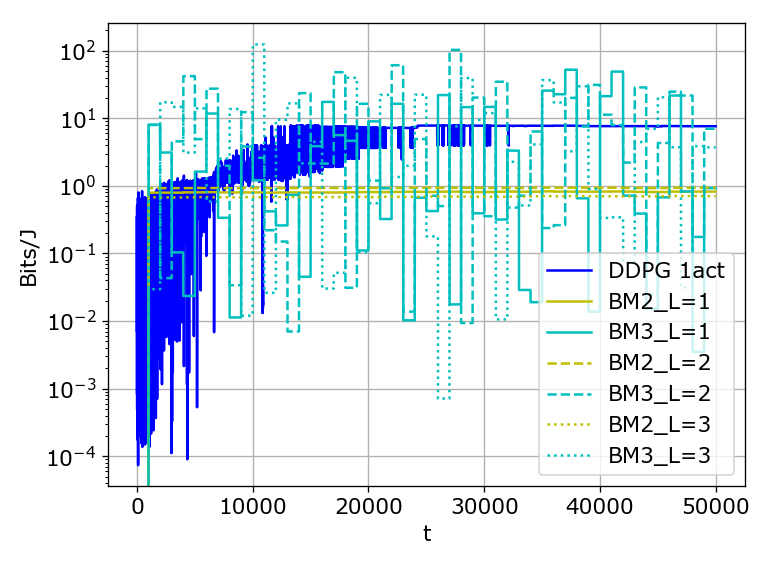 10²
10¹
10⁰
10⁻¹
10⁻²
10⁻³
10⁻⁴
Bits/J
DDPG 1act
BM2_L=1
BM3_L=1
BM2_L=2
BM3_L=2
BM2_L=3
BM3_L=3
0 10000 20000 30000 40000 50000
t